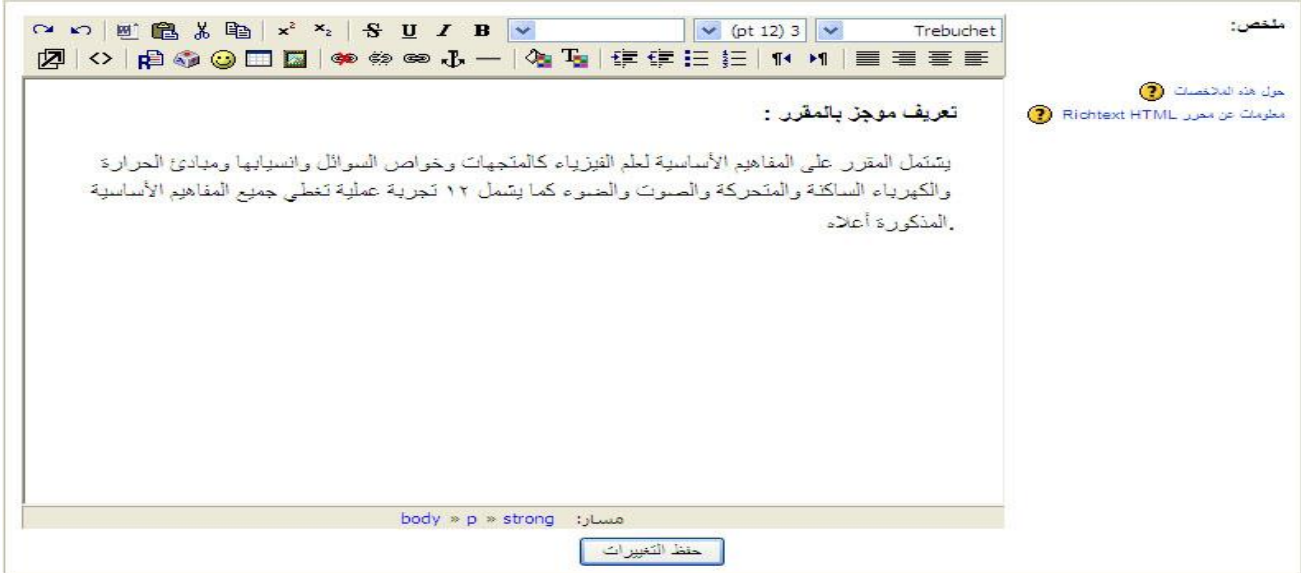 ملخص:
Trebuchet
3 (12 pt)
حول هذه الملاخصات
معلومات عن محرر Richtext HTML
تعريف موجز بالمقرر :
يشتمل المقرر على المفاهيم الأساسية لعلم الفيزياء كالمتجهات وخواص السوائل وانسيابها ومبادئ الحرارة
والكهرباء الساكنة والمتحركة والصوت والضوء كما يشمل ١٢ تجربة عملية تغطي جميع المفاهيم الأساسية
.المذكورة أعلاه
مسار: body » p » strong
حفظ التغييرات